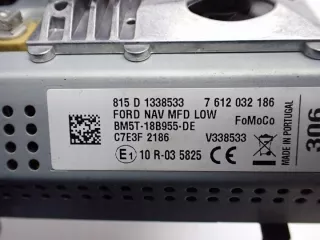 815 D 1338533 7 612 032 186
FORD NAV MFD LOW
BM5T-18B955-DE FoMoCo
C7E3F 2186 V338533
E1 10 R-03 5825 CE
MADE IN PORTUGAL
306